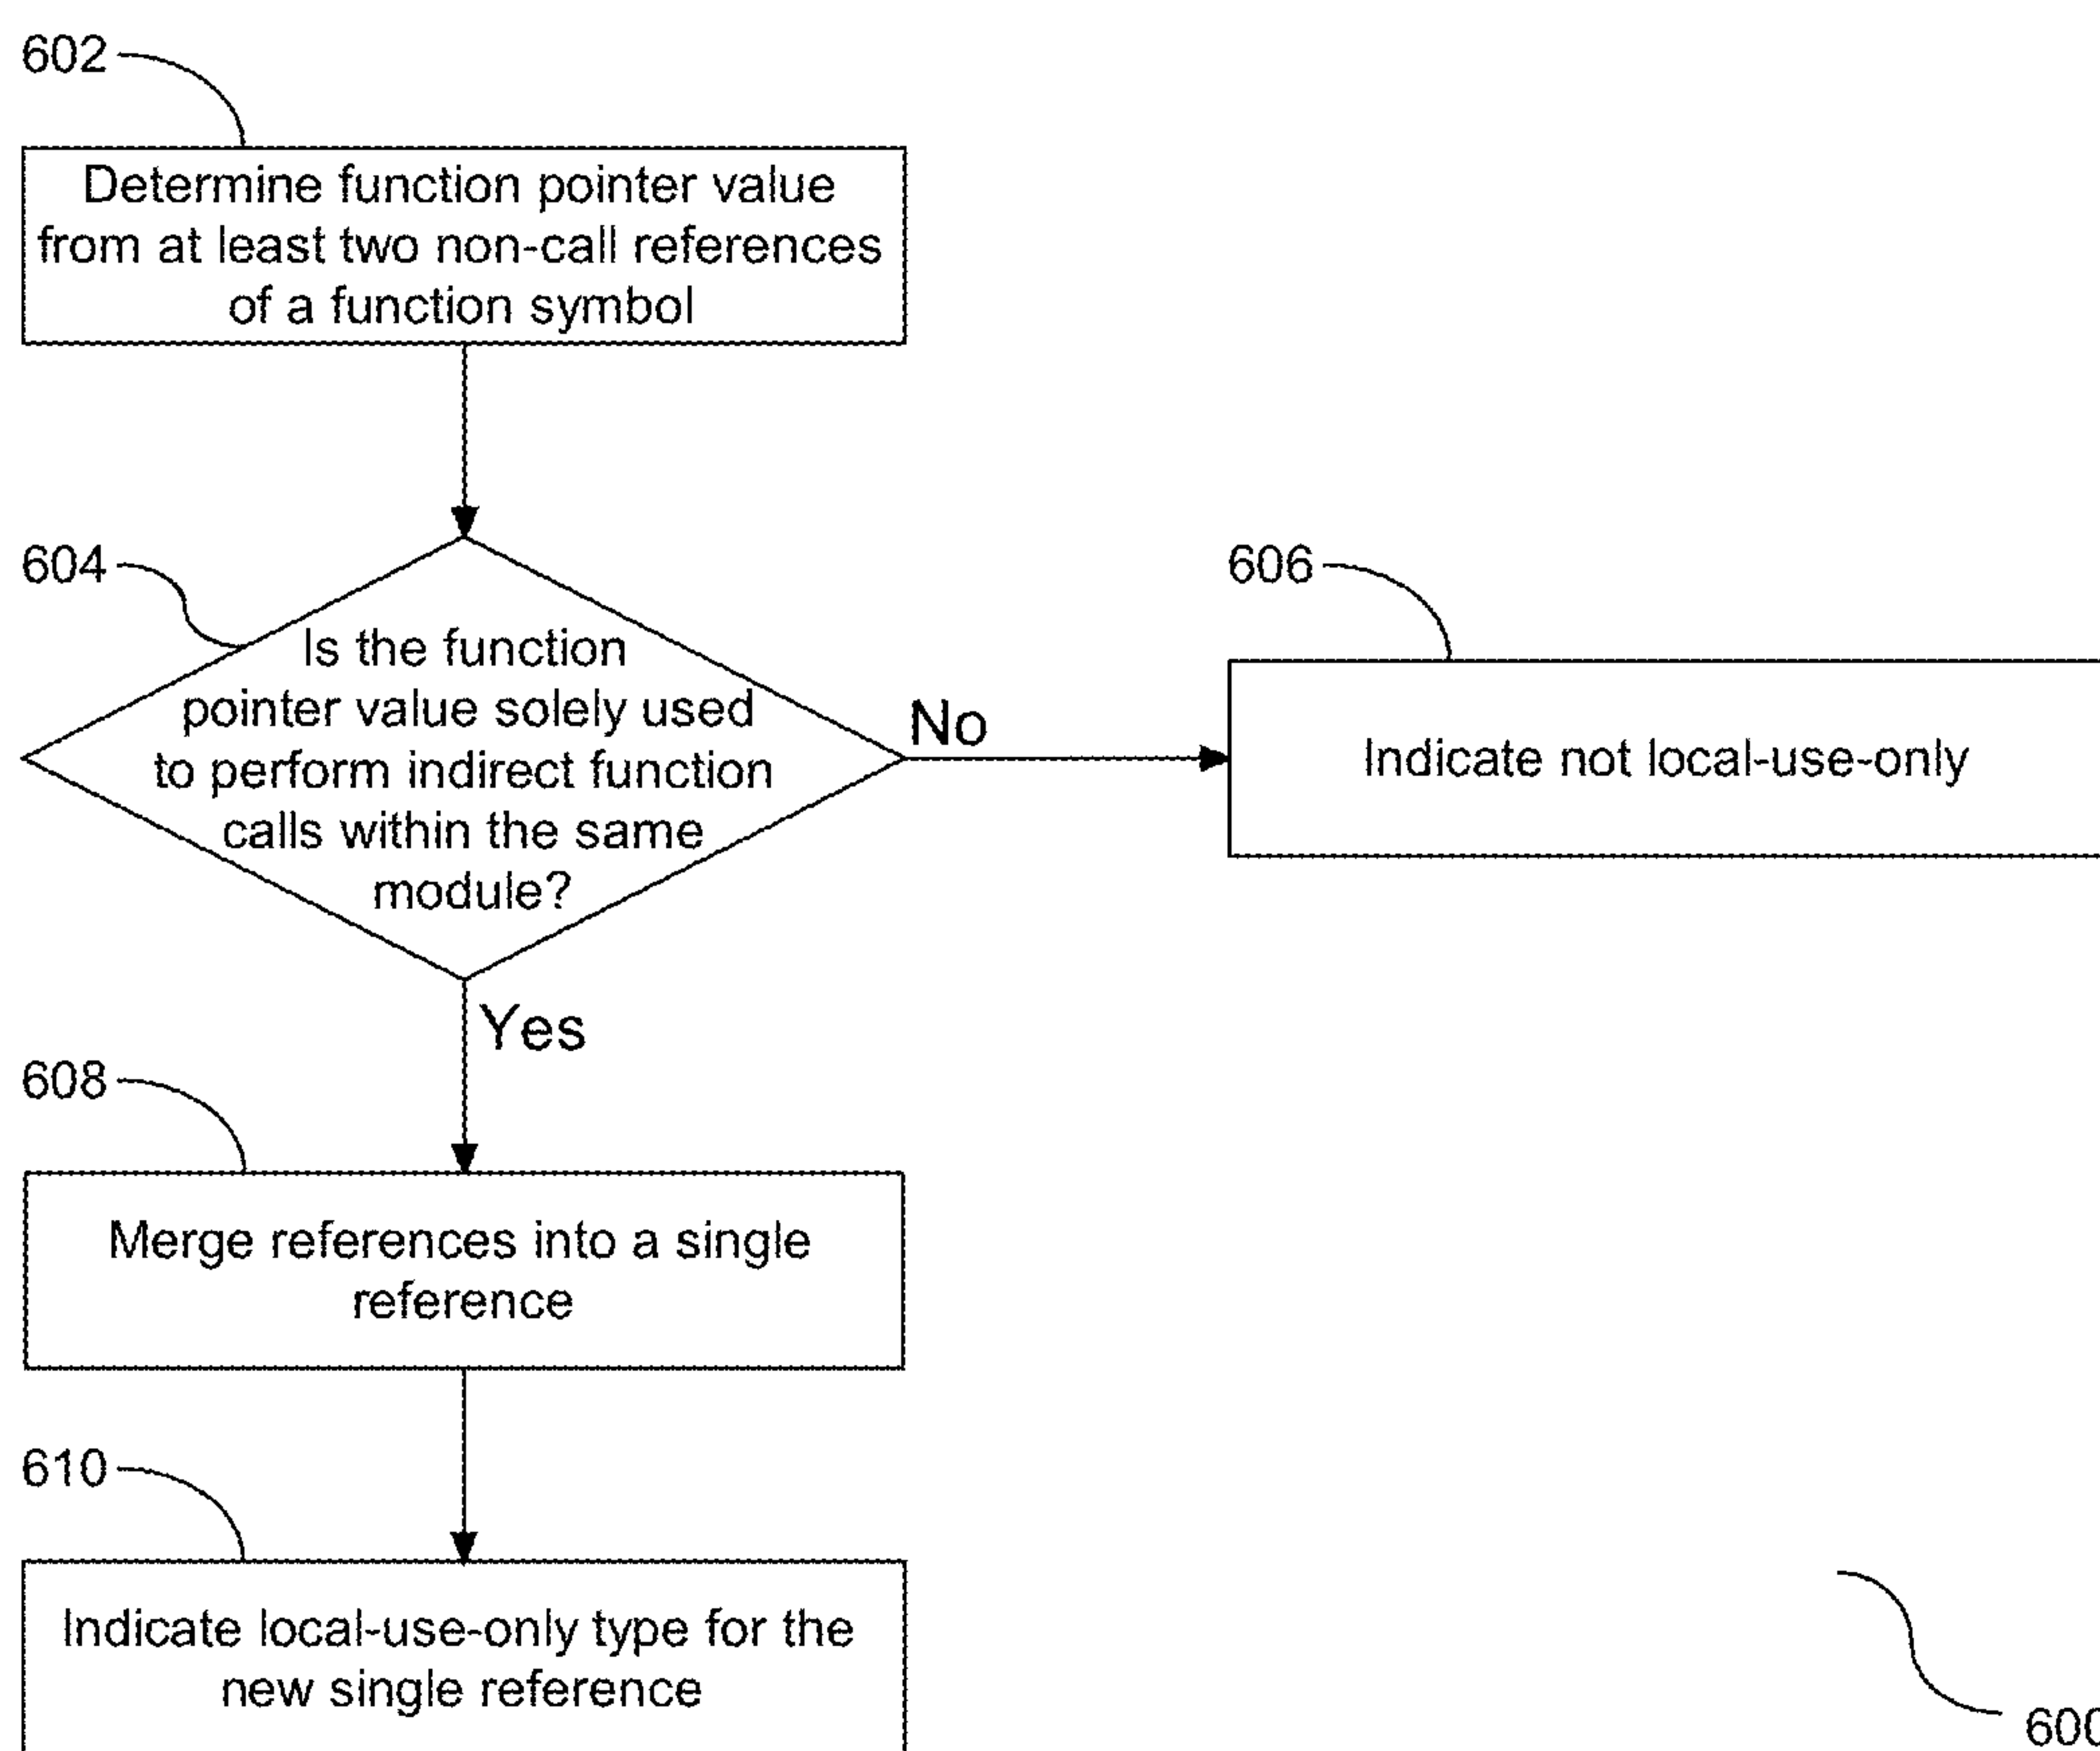 602
Determine function pointer value
from at least two non-call references
of a function symbol
604
Is the function
pointer value solely used
to perform indirect function
calls within the same
module?
No
606
Indicate not local-use-only
Yes
608
Merge references into a single
reference
610
Indicate local-use-only type for the
new single reference
600